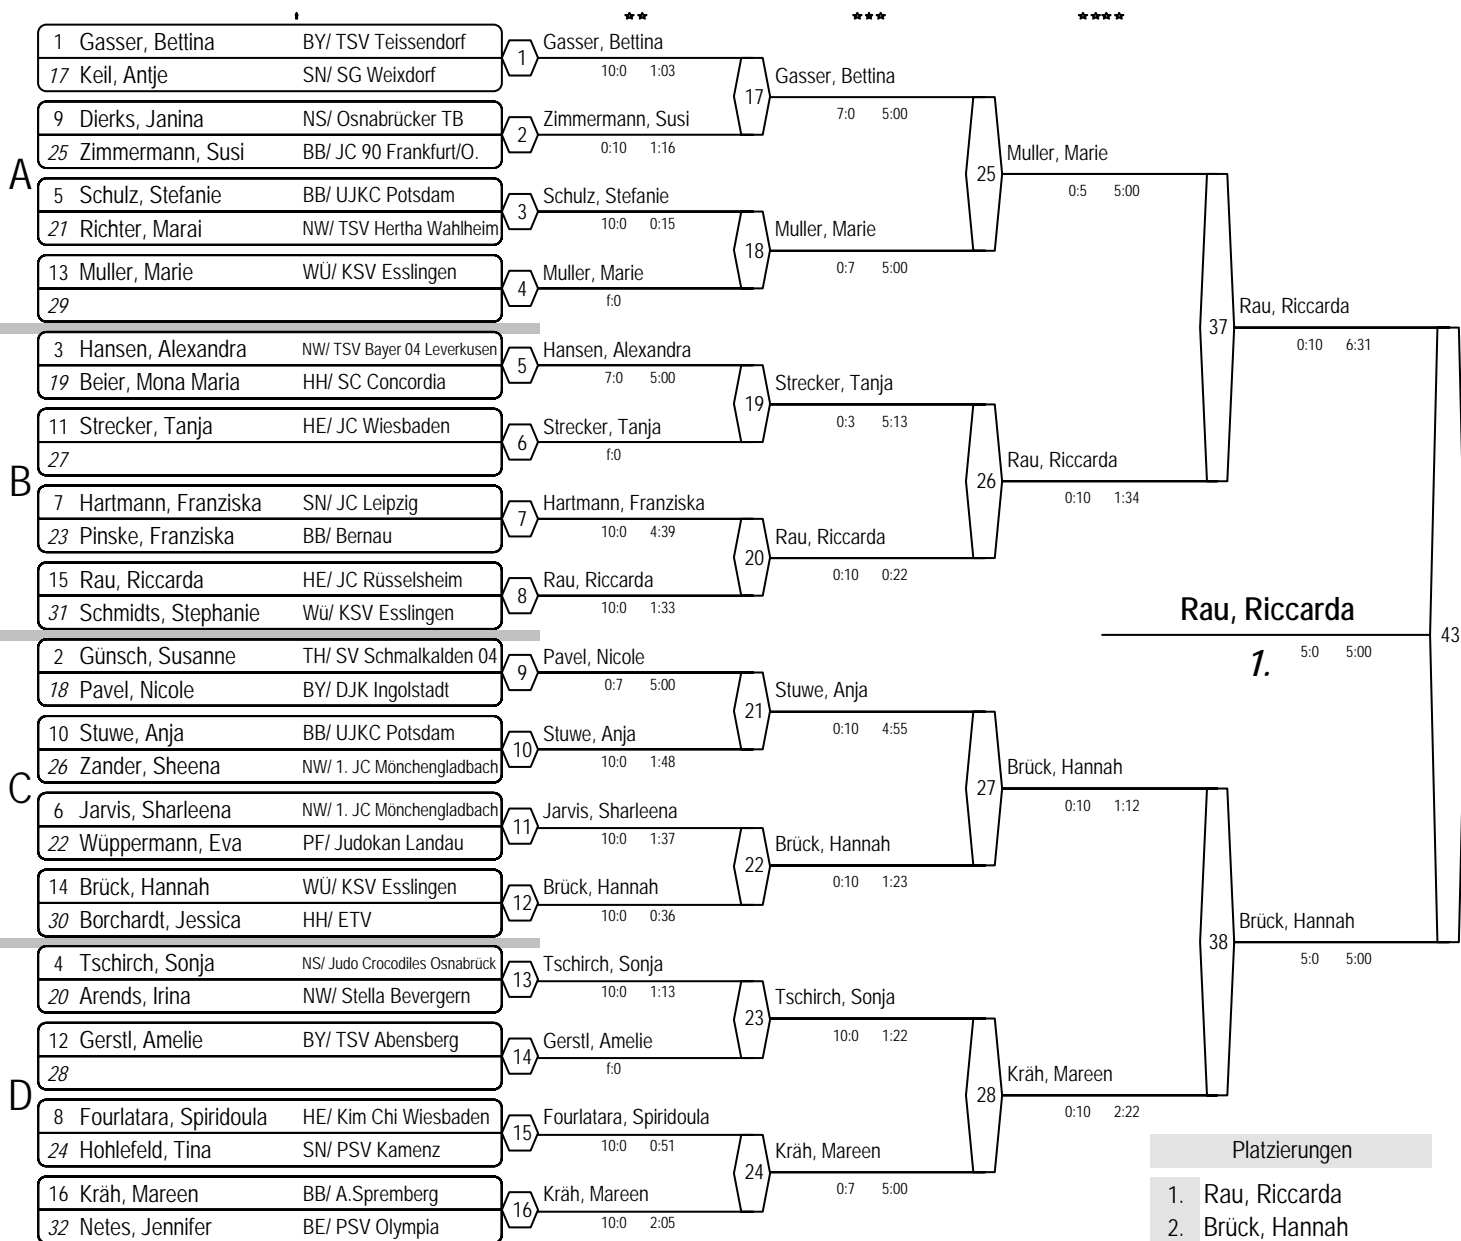 1 Gasser, Bettina BY/ TSV Teissendorf
17 Keil, Antje SN/ SG Weixdorf
1
Gasser, Bettina
10:0 1:03
9 Dierks, Janina NS/ Osnabrücker TB
25 Zimmermann, Susi BB/ JC 90 Frankfurt/O.
2
Zimmermann, Susi
0:10 1:16
17
Gasser, Bettina
7:0 5:00
A
5 Schulz, Stefanie BB/ UJKC Potsdam
21 Richter, Marai NW/ TSV Hertha Wahlheim
3
Schulz, Stefanie
10:0 0:15
13 Muller, Marie WÜ/ KSV Esslingen
29
4
Muller, Marie
f:0
18
Muller, Marie
0:7 5:00
25
Muller, Marie
0:5 5:00
3 Hansen, Alexandra NW/ TSV Bayer 04 Leverkusen
19 Beier, Mona Maria HH/ SC Concordia
5
Hansen, Alexandra
7:0 5:00
11 Strecker, Tanja HE/ JC Wiesbaden
27
6
Strecker, Tanja
f:0
19
Strecker, Tanja
0:3 5:13
B
7 Hartmann, Franziska SN/ JC Leipzig
23 Pinske, Franziska BB/ Bernau
7
Hartmann, Franziska
10:0 4:39
15 Rau, Riccarda HE/ JC Rüsselsheim
31 Schmidts, Stephanie Wü/ KSV Esslingen
8
Rau, Riccarda
10:0 1:33
20
Rau, Riccarda
0:10 0:22
26
Rau, Riccarda
0:10 1:34
37
Rau, Riccarda
0:10 6:31
2 Günsch, Susanne TH/ SV Schmalkalden 04
18 Pavel, Nicole BY/ DJK Ingolstadt
9
Pavel, Nicole
0:7 5:00
10 Stuwe, Anja BB/ UJKC Potsdam
26 Zander, Sheena NW/ 1. JC Mönchengladbach
10
Stuwe, Anja
10:0 1:48
21
Stuwe, Anja
0:10 4:55
C
6 Jarvis, Sharleena NW/ 1. JC Mönchengladbach
22 Wüppermann, Eva PF/ Judokan Landau
11
Jarvis, Sharleena
10:0 1:37
14 Brück, Hannah WÜ/ KSV Esslingen
30 Borchardt, Jessica HH/ ETV
12
Brück, Hannah
10:0 0:36
22
Brück, Hannah
0:10 1:23
27
Brück, Hannah
0:10 1:12
4 Tschirch, Sonja NS/ Judo Crocodiles Osnabrück
20 Arends, Irina NW/ Stella Bevergern
13
Tschirch, Sonja
10:0 1:13
12 Gerstl, Amelie BY/ TSV Abensberg
28
14
Gerstl, Amelie
f:0
23
Tschirch, Sonja
10:0 1:22
D
8 Fourlatara, Spiridoula HE/ Kim Chi Wiesbaden
24 Hohlefeld, Tina SN/ PSV Kamenz
15
Fourlatara, Spiridoula
10:0 0:51
16 Kräh, Mareen BB/ A.Spremberg
32 Netes, Jennifer BE/ PSV Olympia
16
Kräh, Mareen
10:0 2:05
24
Kräh, Mareen
0:7 5:00
28
Kräh, Mareen
0:10 2:22
38
Brück, Hannah
5:0 5:00
43
Rau, Riccarda
1. 5:0 5:00
Platzierungen
1. Rau, Riccarda
2. Brück, Hannah